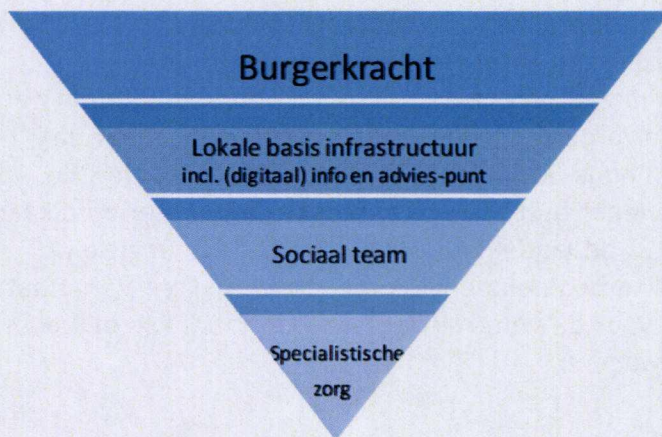 Burgerkracht
Lokale basis infrastructuur
incl. (digitaal) info en advies-punt
Sociaal team
Specialistische
zorg